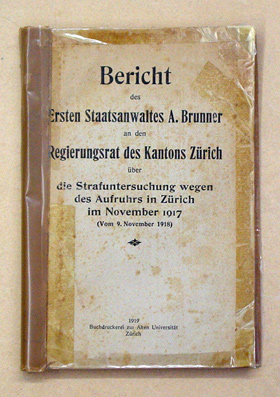 Bericht
des
Ersten Staatsanwaltes A. Brunner
an den
Regierungsrat des Kantons Zürich
über
die Strafuntersuchung wegen
des Aufruhrs in Zürich
im November 1917
(Vom 9. November 1918)
1919
Buchdruckerei zur Alten Universität
Zürich